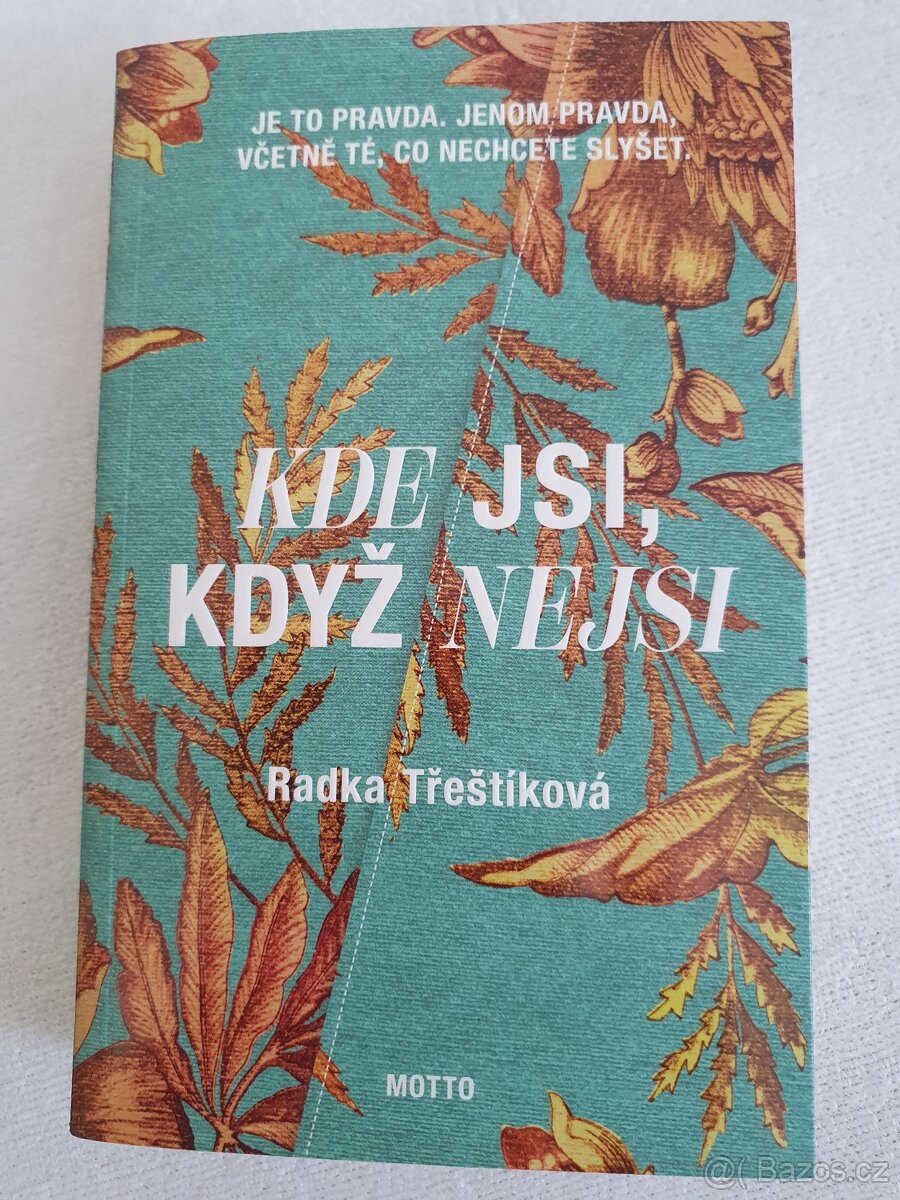 JE TO PRAVDA. JENOM PRAVDA,
VČETNĚ TÉ, CO NECHCETE SLYŠET.
KDE JSI,
KDYŽ NEJSI
Radka Třeštíková
MOTTO
@( Bazos.cz